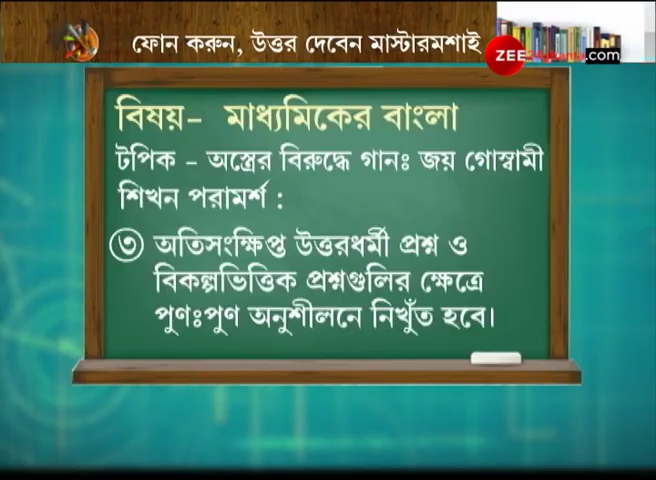 ফোন করুন, উত্তর দেবেন মাস্টারমশাই
ZEE24Ghanta.com
বিষয়- মাধ্যমিকের বাংলা
টপিক - অস্ত্রের বিরুদ্ধে গানঃ জয় গোস্বামী
শিখন পরামর্শ :
৩ অতিসংক্ষিপ্ত উত্তরধর্মী প্রশ্ন ও
বিকল্পভিত্তিক প্রশ্নগুলির ক্ষেত্রে
পুণঃপুণ অনুশীলনে নিখুঁত হবে।